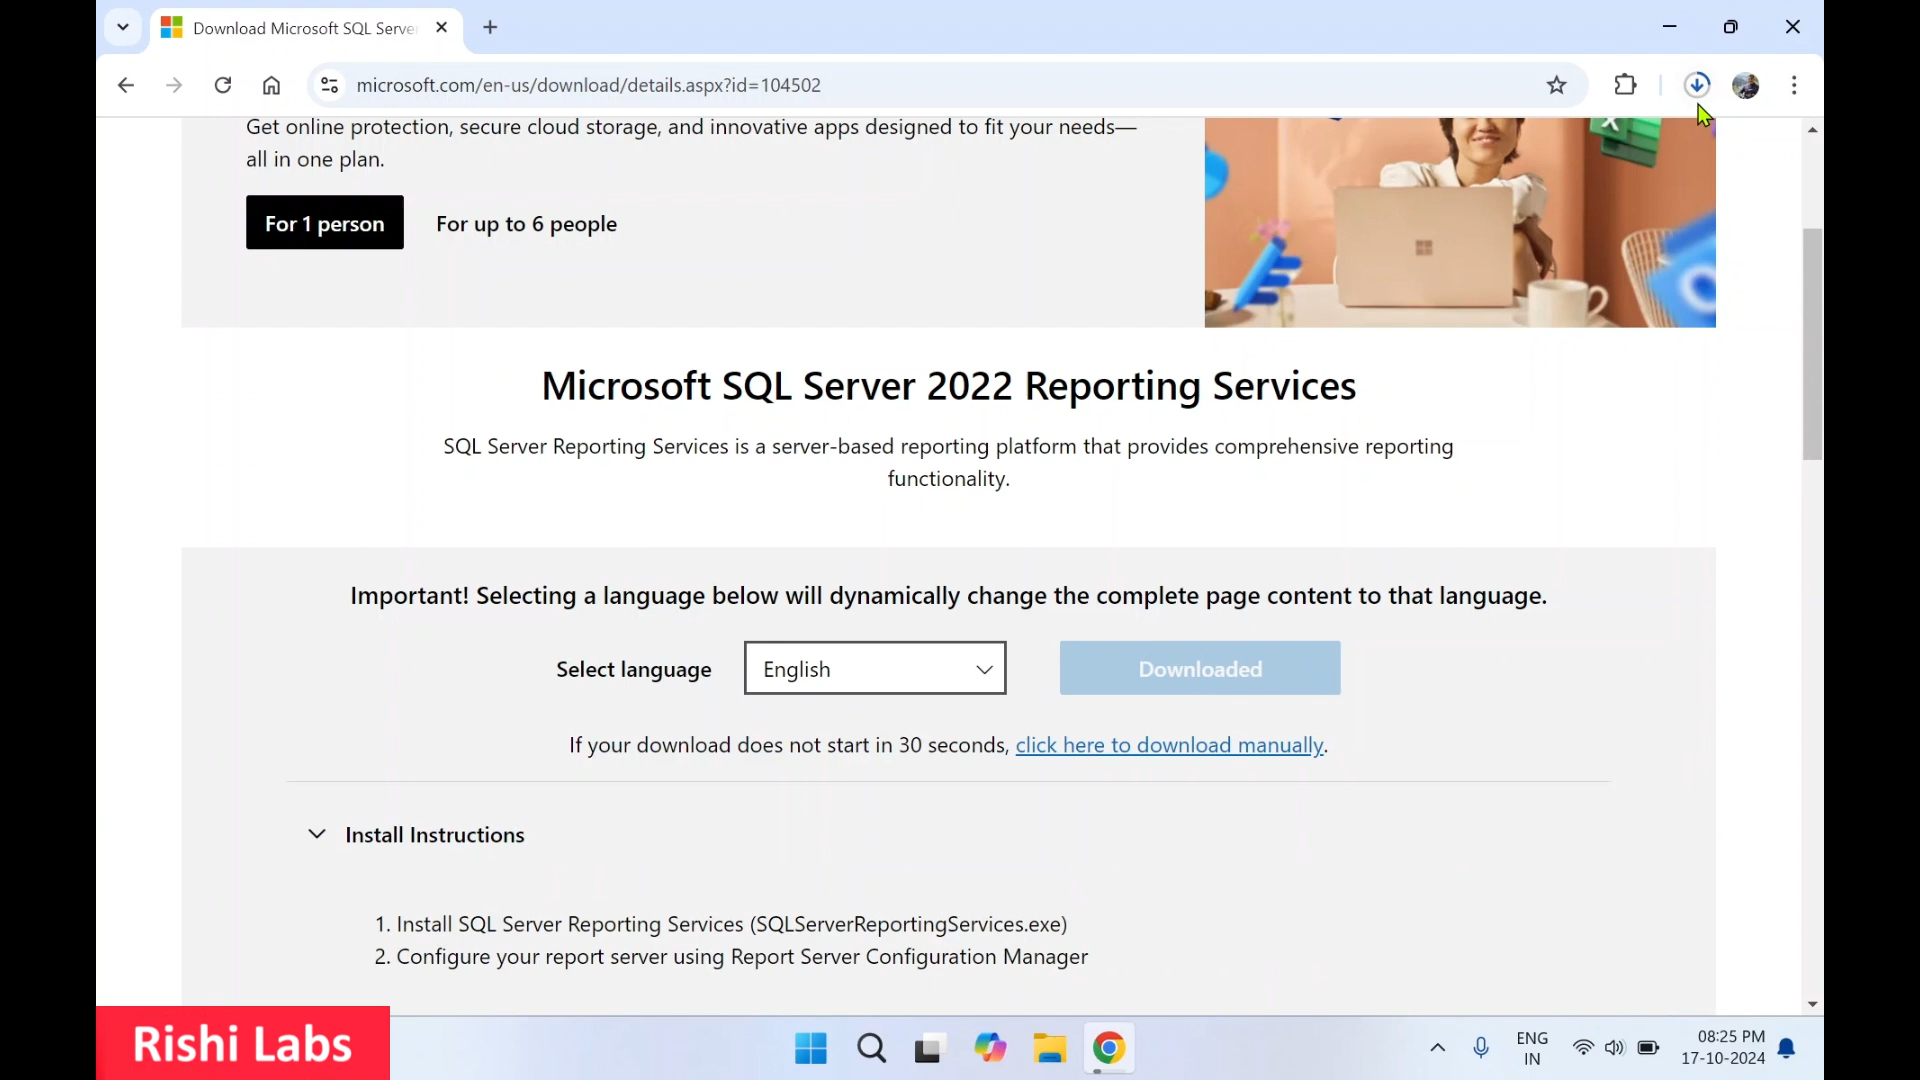 Download Microsoft SQL Serve
microsoft.com/en-us/download/details.aspx?id=104502
Get online protection, secure cloud storage, and innovative apps designed to fit your needs—
all in one plan.
For 1 person
For up to 6 people
Microsoft SQL Server 2022 Reporting Services
SQL Server Reporting Services is a server-based reporting platform that provides comprehensive reporting
functionality.
Important! Selecting a language below will dynamically change the complete page content to that language.
Select language
English
Downloaded
If your download does not start in 30 seconds, click here to download manually.
Install Instructions
1. Install SQL Server Reporting Services (SQLServerReportingServices.exe)
2. Configure your report server using Report Server Configuration Manager
Rishi Labs
ENG
IN
08:25 PM
17-10-2024